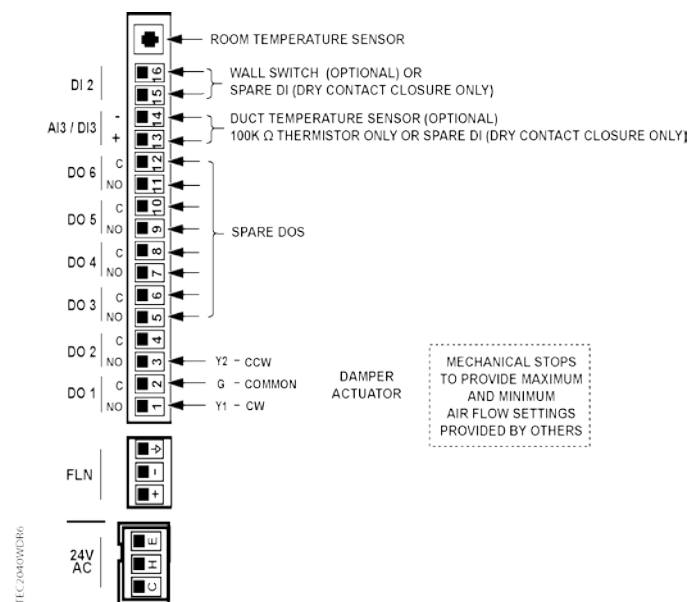 ROOM TEMPERATURE SENSOR
DI 2
16
15
WALL SWITCH (OPTIONAL) OR
SPARE DI (DRY CONTACT CLOSURE ONLY)
AI3 / DI3
-
+
14
13
DUCT TEMPERATURE SENSOR (OPTIONAL)
100K Ω THERMISTOR ONLY OR SPARE DI (DRY CONTACT CLOSURE ONLY)
DO 6
C
12
NO
11
DO 5
C
10
NO
9
DO 4
C
8
NO
7
SPARE DOS
DO 3
C
6
NO
5
DO 2
C
4
NO
3
Y2 - CCW
DO 1
C
2
G - COMMON
NO
1
Y1 - CW
DAMPER
ACTUATOR
MECHANICAL STOPS
TO PROVIDE MAXIMUM
AND MINIMUM
AIR FLOW SETTINGS
PROVIDED BY OTHERS
FLN
-
+
24V
AC
E
H
C
TEC2040WDR6